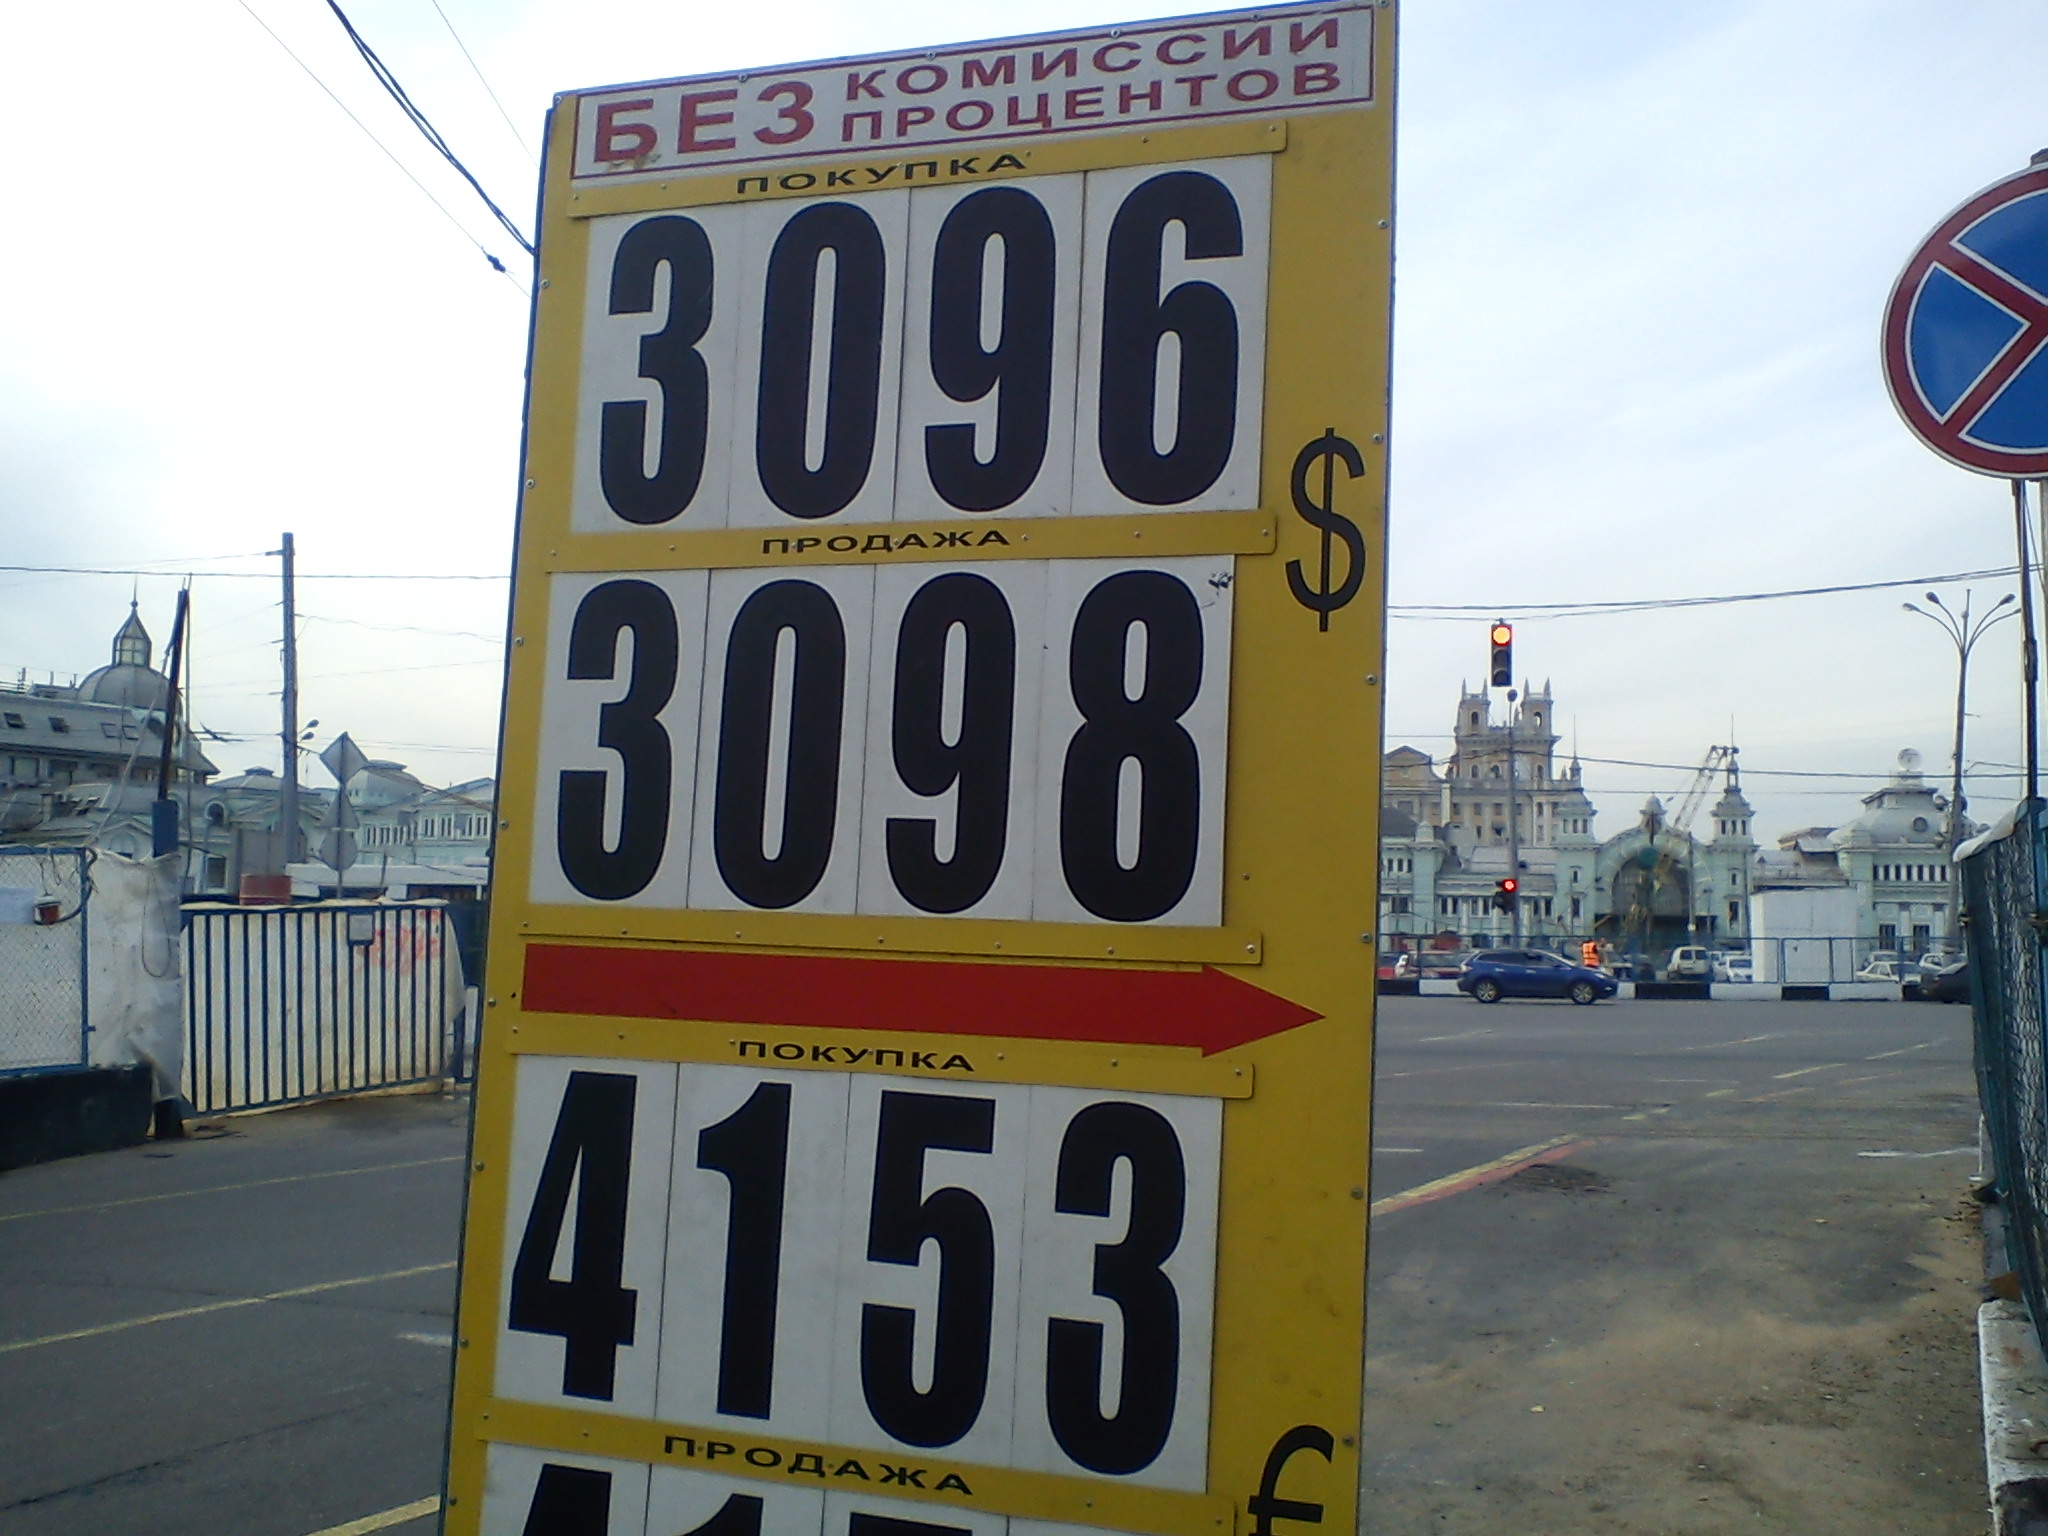 БЕЗ КОМИССИИ
ПРОЦЕНТОВ
ПОКУПКА
3096
$
ПРОДАЖА
3098
ПОКУПКА
4153
€
ПРОДАЖА